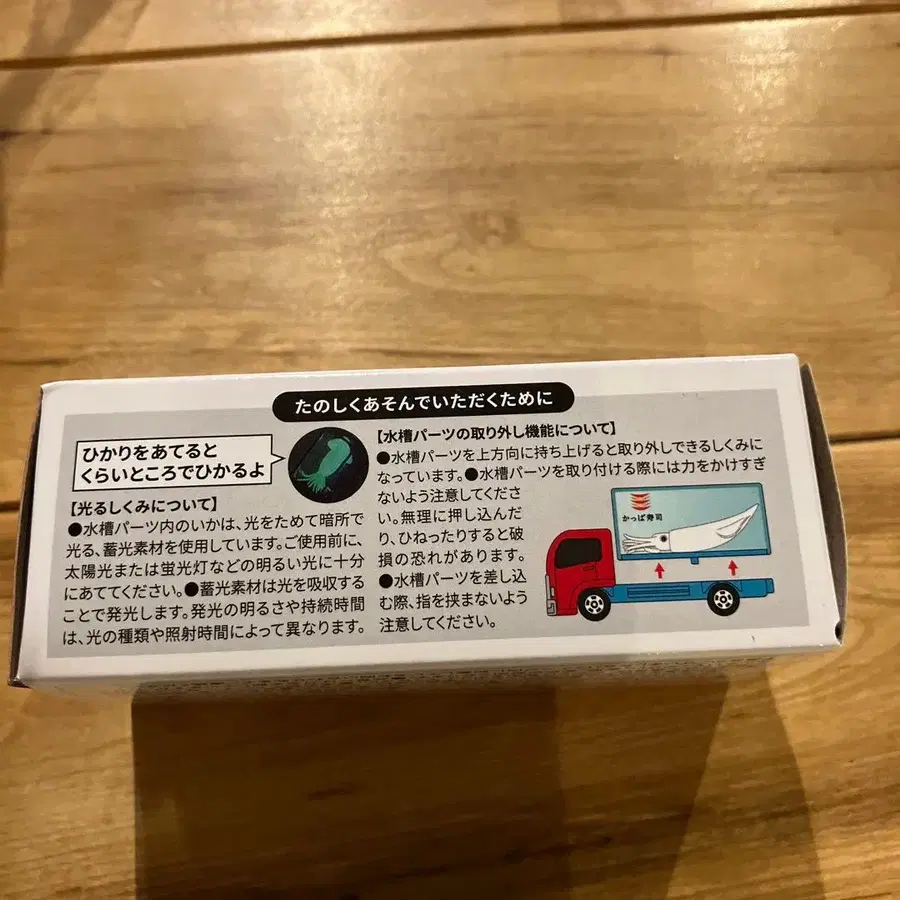 たのしくあそんでいただくために
ひかりをあてると
くらいところでひかるよ
【光るしくみについて】
●水槽パーツ内のいかは、光をためて暗所で
光る、蓄光素材を使用しています。ご使用前に、
太陽光または蛍光灯などの明るい光に十分
にあててください。●蓄光素材は光を吸収する
ことで発光します。発光の明るさや持続時間
は、光の種類や照射時間によって異なります。
【水槽パーツの取り外し機能について】
●水槽パーツを上方向に持ち上げると取り外しできるしくみに
なっています。●水槽パーツを取り付ける際には力をかけすぎ
ないよう注意してくださ
い。無理に押し込んだ
り、ひねったりすると破
損の恐れがあります。
●水槽パーツを差し込
む際、指を挟まないよう
注意してください。
かっぱ寿司